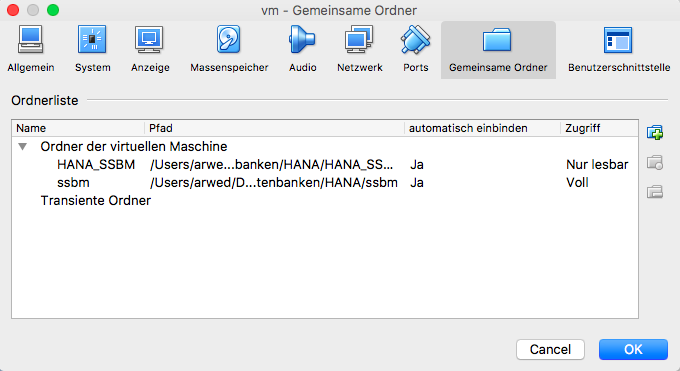 vm - Gemeinsame Ordner
Allgemein System Anzeige Massenspeicher Audio Netzwerk Ports Gemeinsame Ordner Benutzerschnittstelle
Ordnerliste
Name Pfad automatisch einbinden Zugriff
Ordner der virtuellen Maschine
HANA_SSBM /Users/arwe...banken/HANA/HANA_SS... Ja Nur lesbar
ssbm /Users/arwed/D...tenbanken/HANA/ssbm Ja Voll
Transiente Ordner
Cancel OK